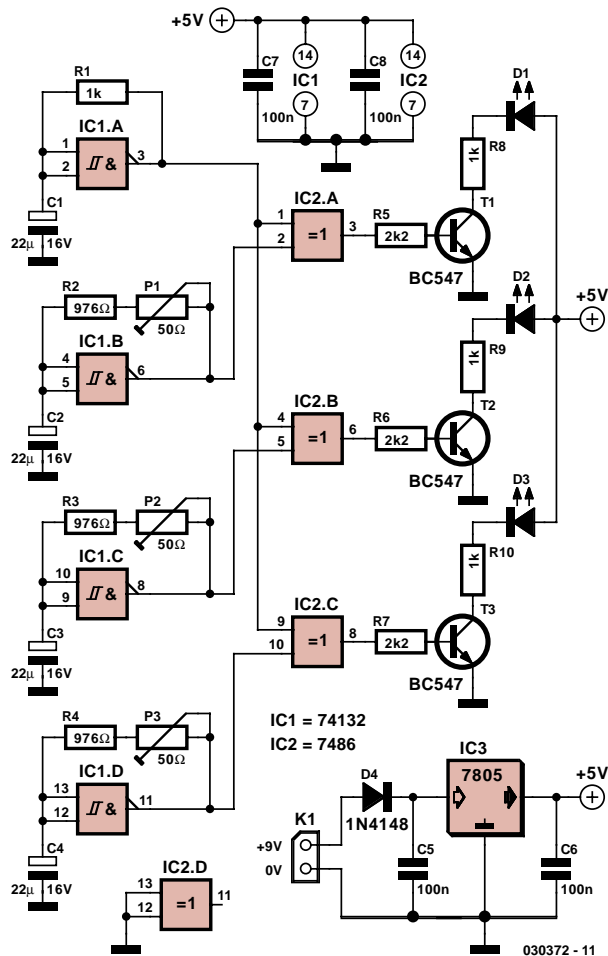 +5V
C7
14
C8
14
R1
IC1
IC2
1k
7
7
100n
100n
IC1.A
1
2
⎎ &
3
C1
22µ
16V
D1
R8
1k
T1
IC2.A
1
2
=1
3
R5
2k2
BC547
R2
976Ω
P1
50Ω
IC1.B
4
5
⎎ &
6
C2
22µ
16V
D2
+5V
R9
1k
T2
IC2.B
4
5
=1
6
R6
2k2
BC547
R3
976Ω
P2
50Ω
IC1.C
10
9
⎎ &
8
C3
22µ
16V
D3
R10
1k
T3
IC2.C
9
10
=1
8
R7
2k2
BC547
R4
976Ω
P3
50Ω
IC1.D
13
12
⎎ &
11
C4
22µ
16V
IC1 = 74132
IC2 = 7486
IC3
7805
+5V
D4
1N4148
K1
+9V
0V
C5
100n
C6
100n
IC2.D
13
12
=1
11
030372 - 11